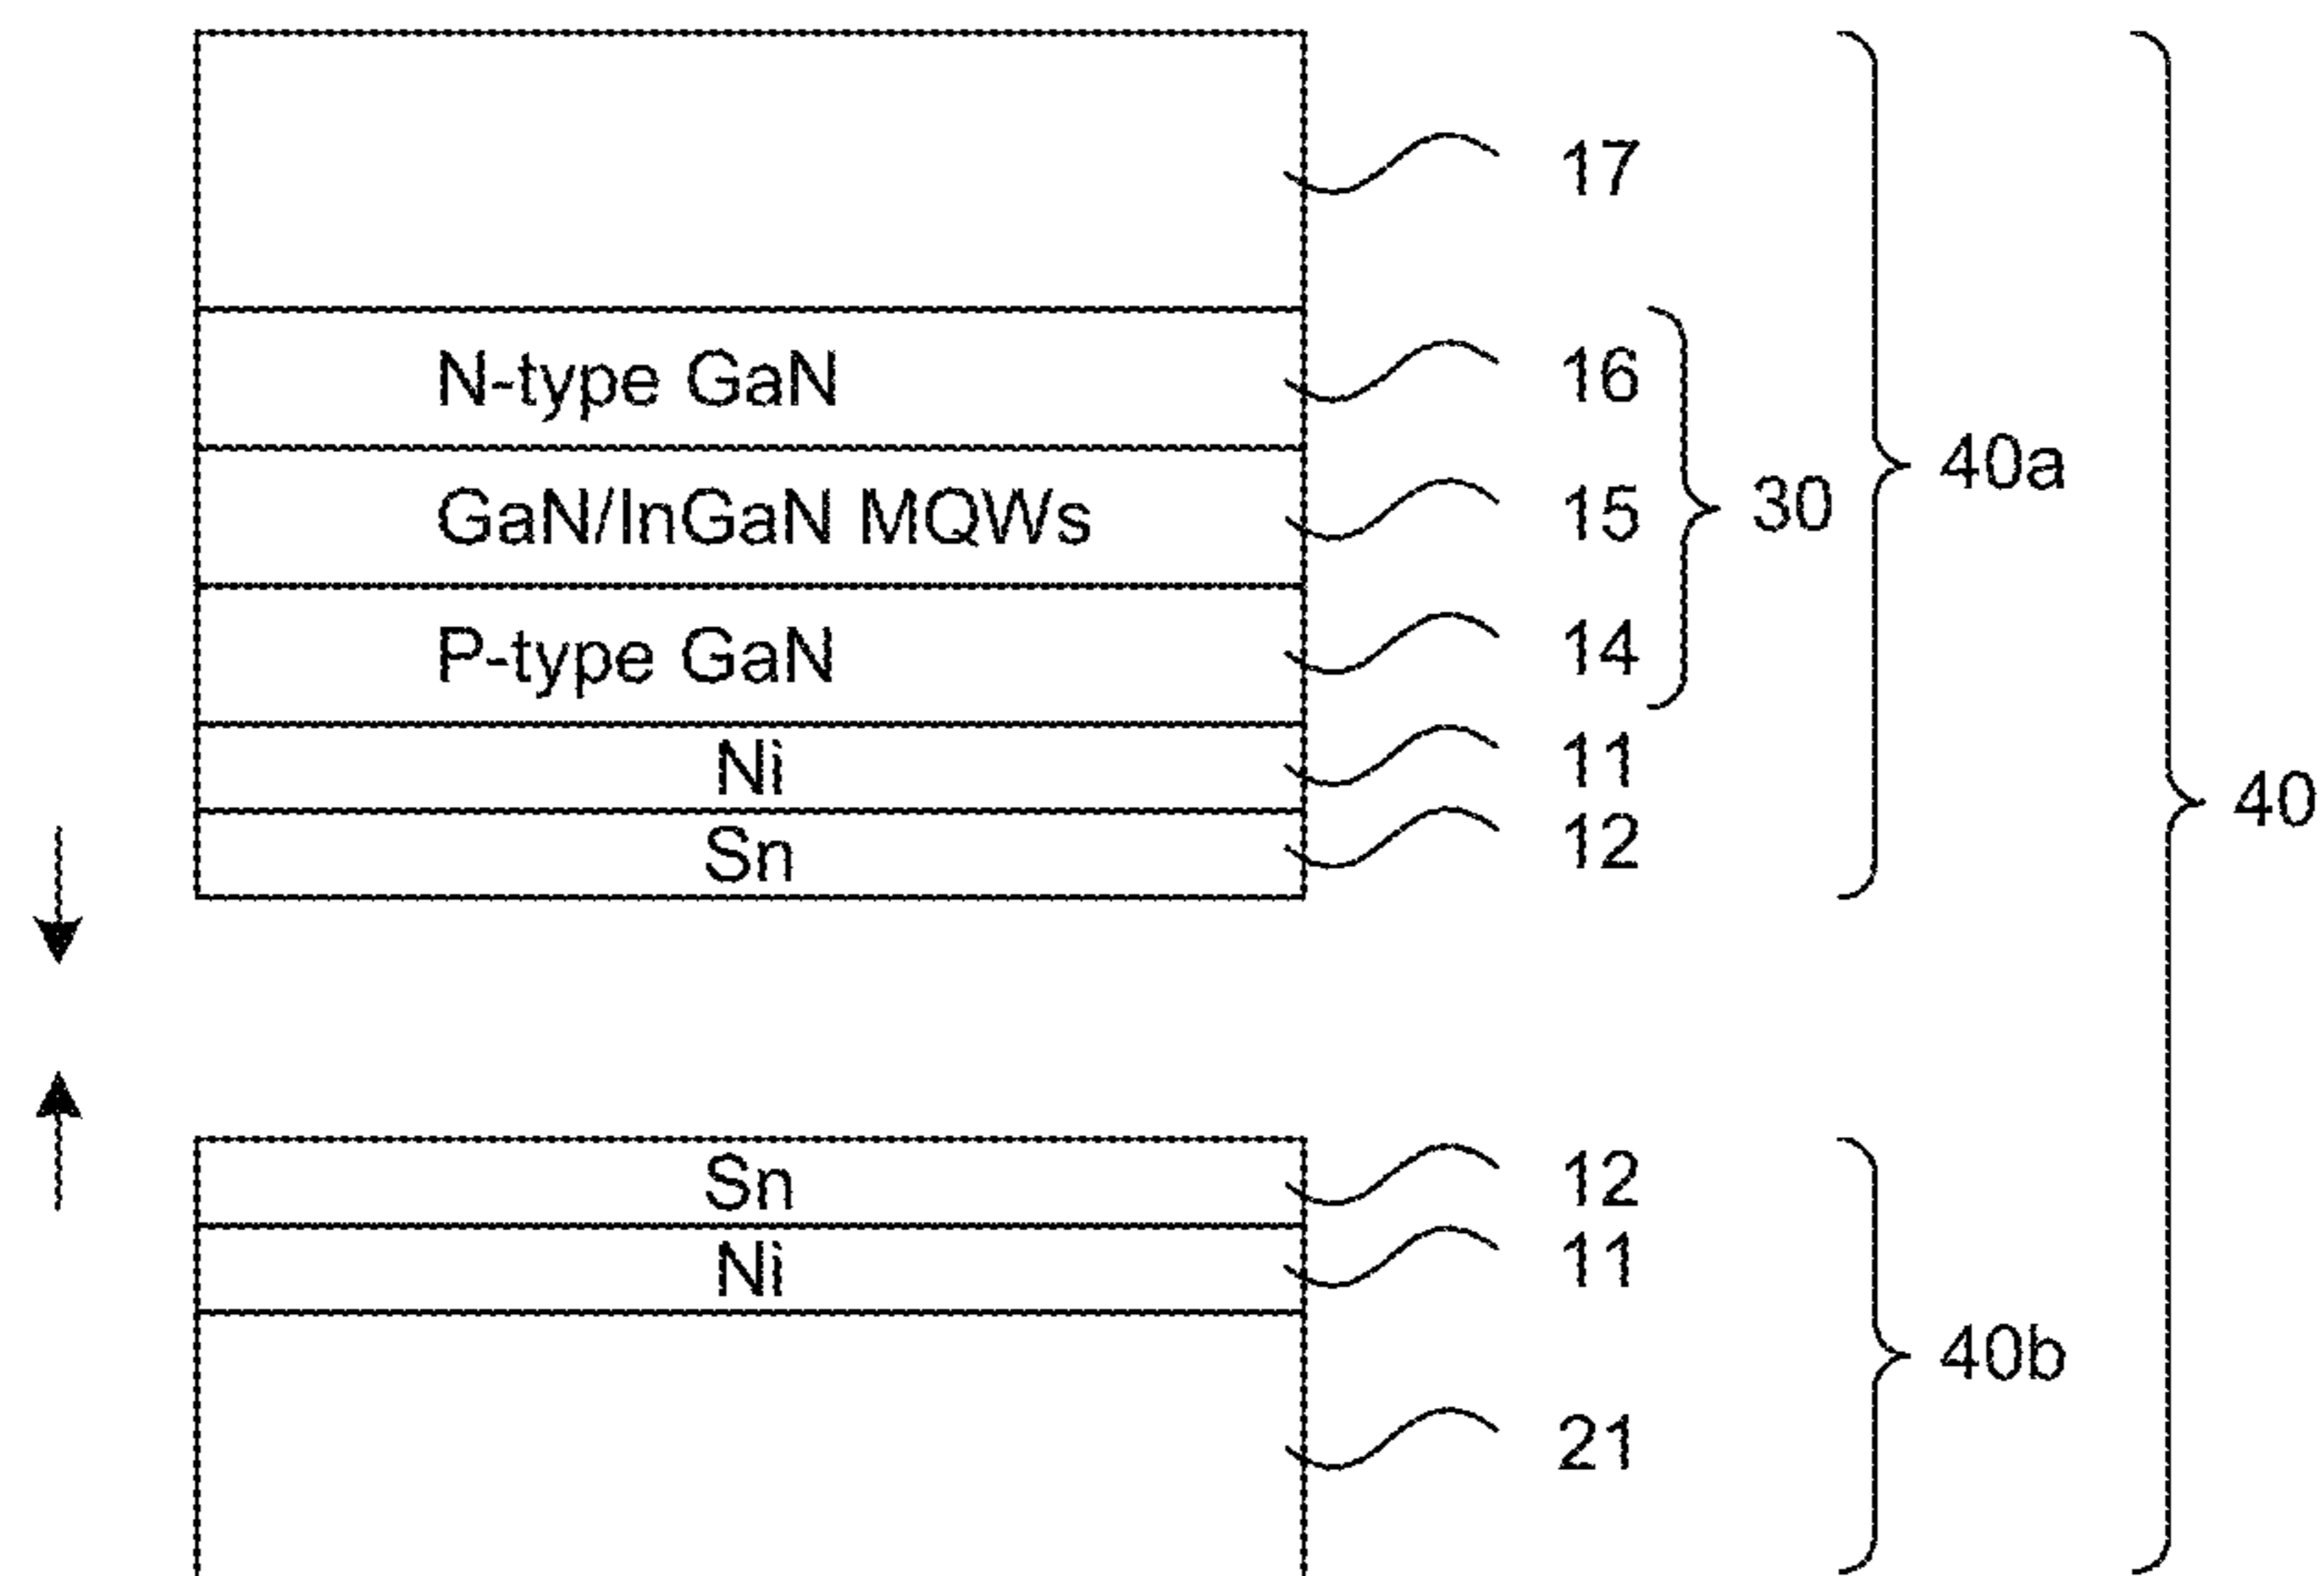 17
N-type GaN 16
GaN/InGaN MQWs 15 30 40a
P-type GaN 14
Ni 11
Sn 12 40
Sn 12
Ni 11
40b
21